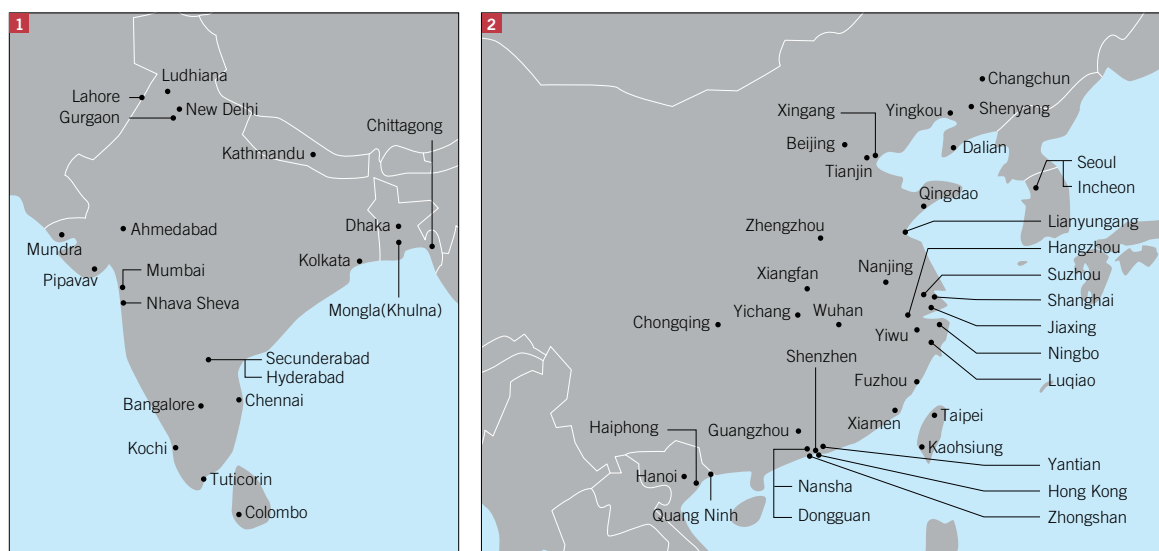 1
Ludhiana
Lahore
New Delhi
Gurgaon
Chittagong
Kathmandu
Ahmedabad
Dhaka
Mundra
Kolkata
Mumbai
Pipavav
Nhava Sheva
Mongla(Khulna)
Secunderabad
Hyderabad
Bangalore
Chennai
Kochi
Tuticorin
Colombo
2
Changchun
Xingang
Yingkou
Shenyang
Beijing
Dalian
Tianjin
Seoul
Incheon
Qingdao
Lianyungang
Zhengzhou
Hangzhou
Nanjing
Xiangfan
Suzhou
Shanghai
Yichang
Wuhan
Chongqing
Jiaxing
Yiwu
Ningbo
Shenzhen
Fuzhou
Luqiao
Xiamen
Taipei
Haiphong
Guangzhou
Kaohsiung
Yantian
Hanoi
Nansha
Hong Kong
Quang Ninh
Dongguan
Zhongshan